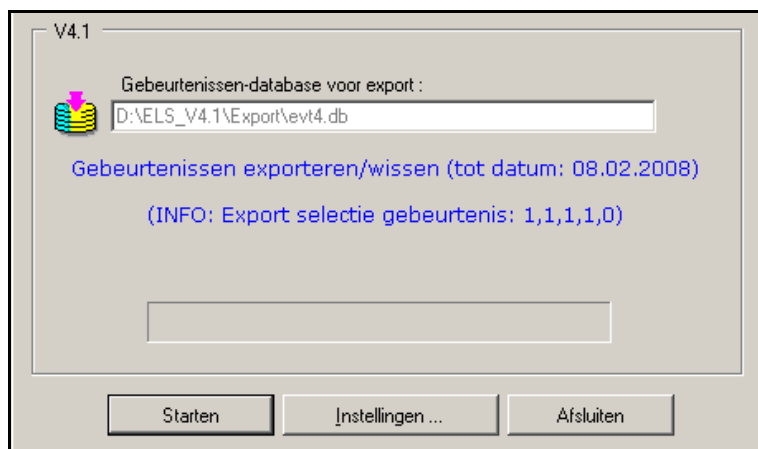 V4.1
Gebeurtenissen-database voor export :
D:\ELS_V4.1\Export\evt4.db
Gebeurtenissen exporteren/wissen (tot datum: 08.02.2008)
(INFO: Export selectie gebeurtenis: 1,1,1,1,0)
Starten
Instellingen ...
Afsluiten